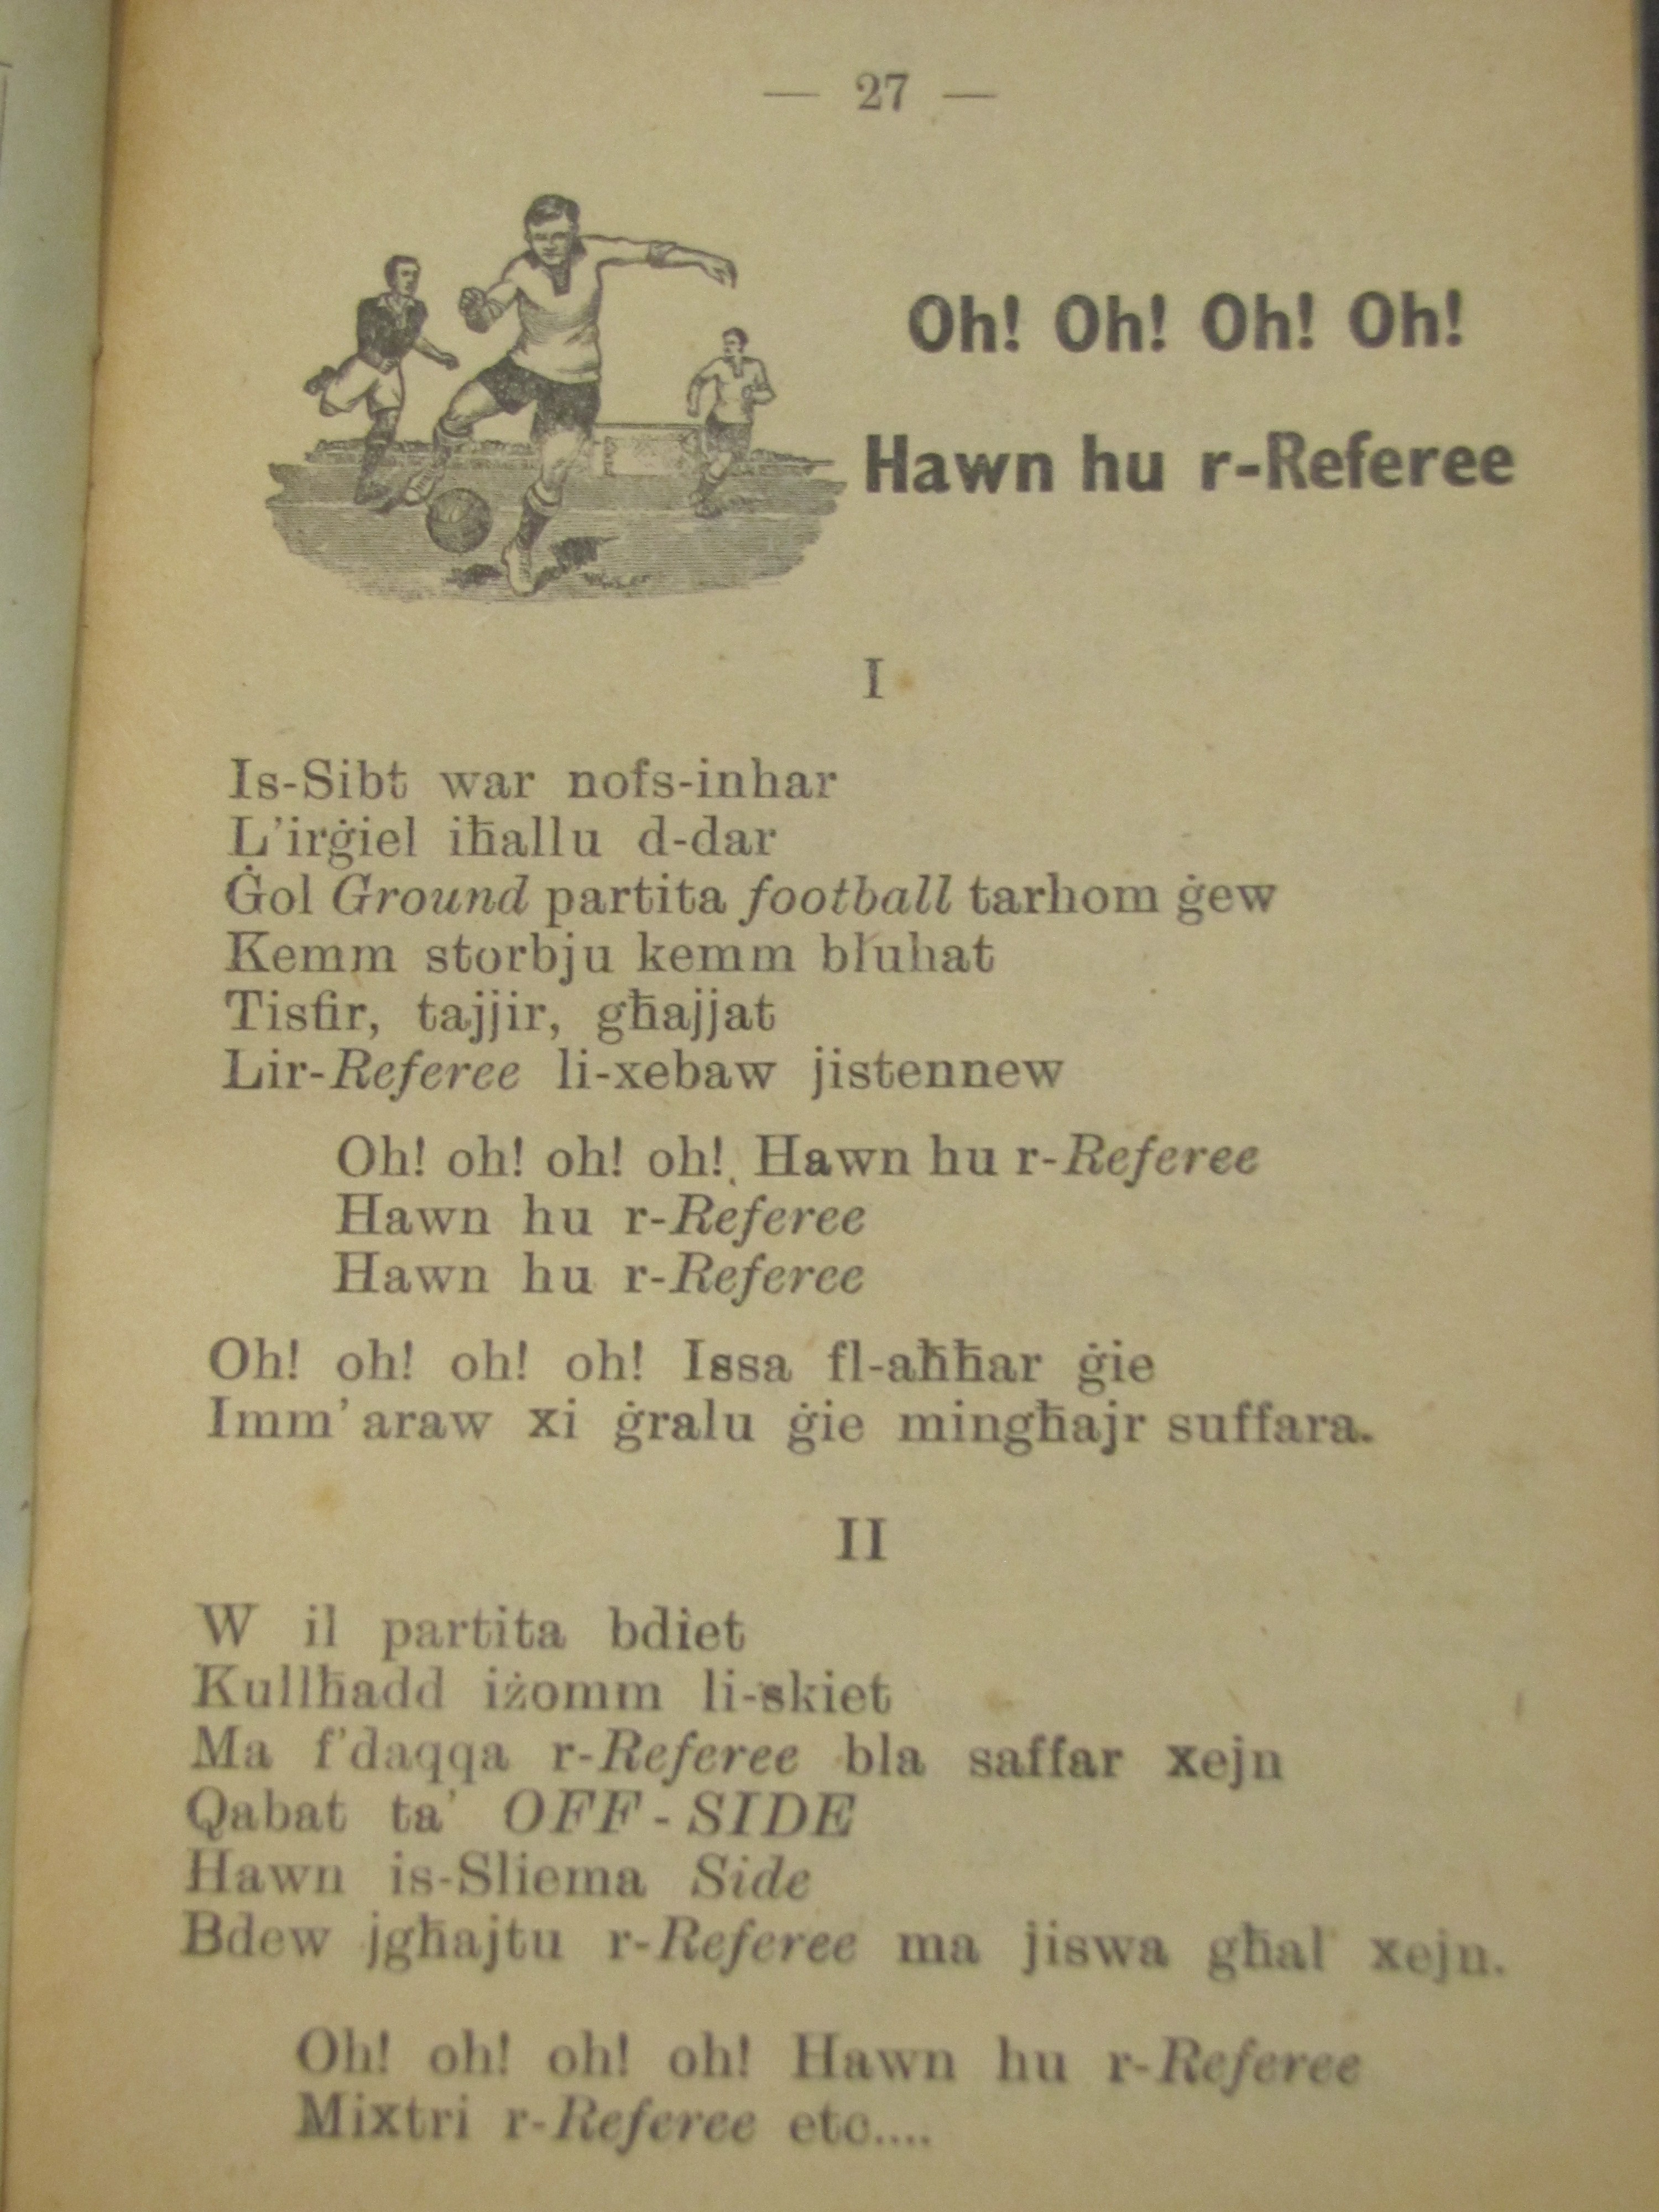 — 27 —
Oh! Oh! Oh! Oh!
Hawn hu r-Referee
I
Is-Sibt war nofs-inhar
L'irġiel iħallu d-dar
Ġol Ground partita football tarhom ġew
Kemm storbju kemm bluhat
Tisfir, tajjir, għajjat
Lir-Referee li-xebaw jistennew
Oh! oh! oh! oh! Hawn hu r-Referee
Hawn hu r-Referee
Hawn hu r-Referee
Oh! oh! oh! oh! Issa fl-aħħar ġie
Imm'araw xi ġralu ġie mingħajr suffara.
II
W il partita bdiet
Kullħadd iżomm li-skiet
Ma f'daqqa r-Referee bla saffar xejn
Qabat ta' OFF-SIDE
Hawn is-Sliema Side
Bdew jgħajtu r-Referee ma jiswa għal xejn.
Oh! oh! oh! oh! Hawn hu r-Referee
Mixtri r-Referee etc....